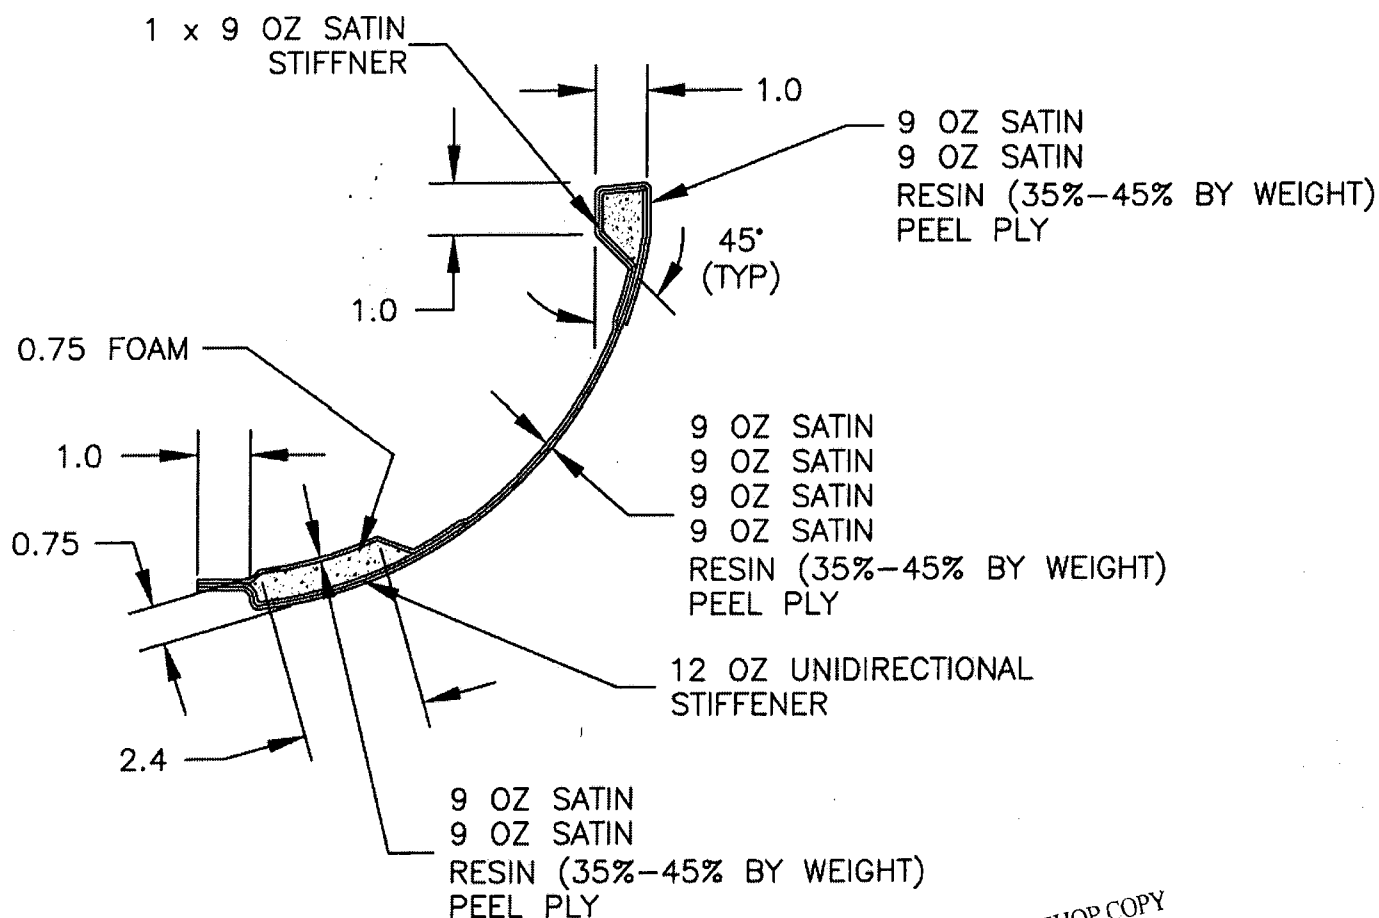 1 x 9 OZ SATIN
STIFFNER
1.0
9 OZ SATIN
9 OZ SATIN
RESIN (35%-45% BY WEIGHT)
PEEL PLY
45°
(TYP)
1.0
0.75 FOAM
1.0
9 OZ SATIN
9 OZ SATIN
9 OZ SATIN
9 OZ SATIN
RESIN (35%-45% BY WEIGHT)
PEEL PLY
0.75
12 OZ UNIDIRECTIONAL
STIFFENER
2.4
9 OZ SATIN
9 OZ SATIN
RESIN (35%-45% BY WEIGHT)
PEEL PLY
COPY